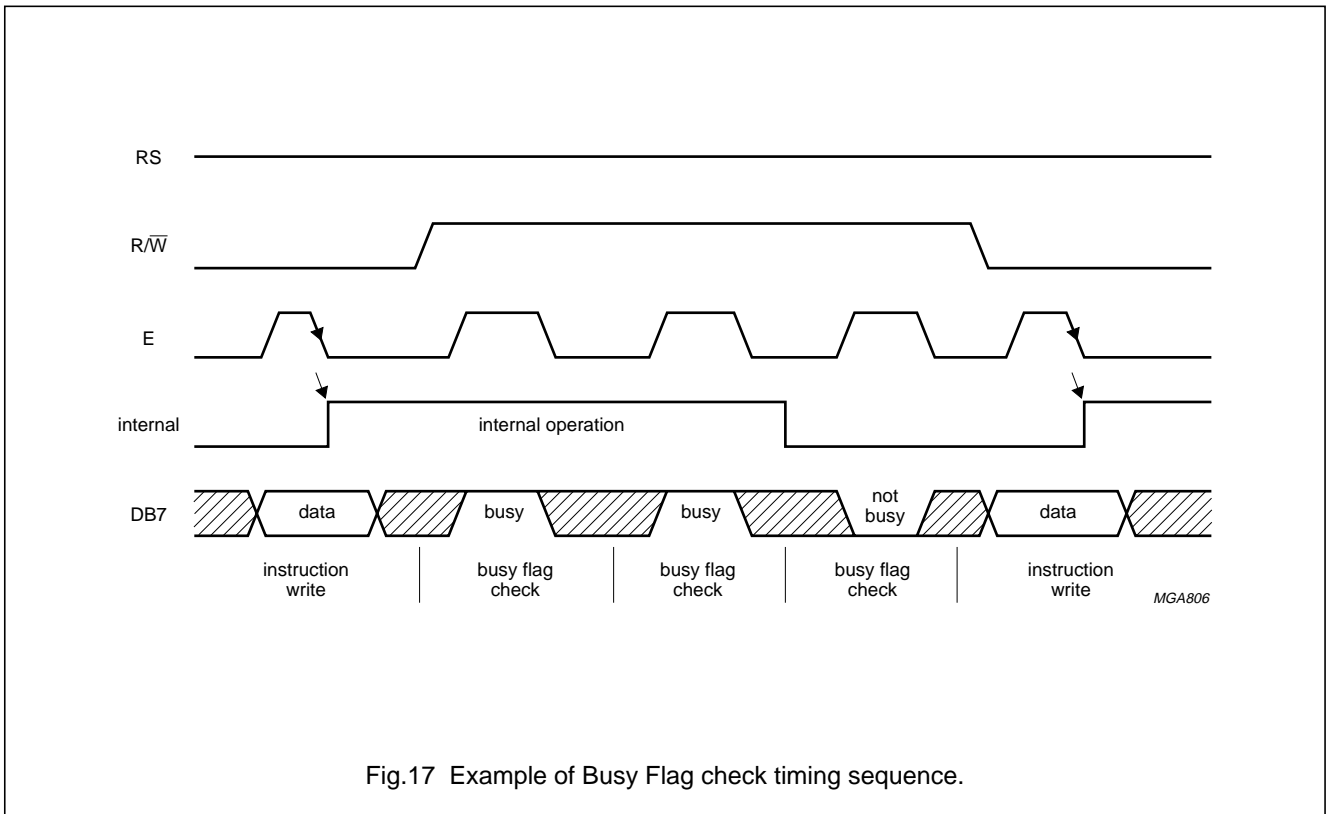 RS
R/W̅
E
internal
internal operation
DB7
data
busy
busy
not
busy
data
instruction
write
busy flag
check
busy flag
check
busy flag
check
instruction
write
MGA806
Fig.17 Example of Busy Flag check timing sequence.